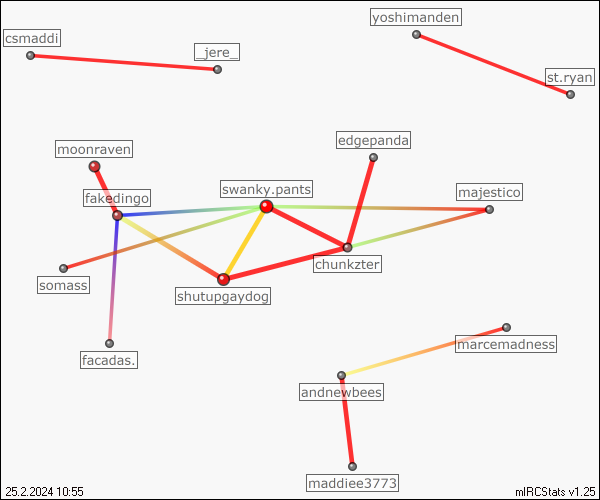 yoshimanden
csmaddi
_jere_
st.ryan
edgepanda
moonraven
swanky.pants
fakedingo
majestico
chunkzter
somass
shutupgaydog
marcemadness
facadas.
andnewbees
maddiee3773
25.2.2024 10:55
mIRCStats v1.25